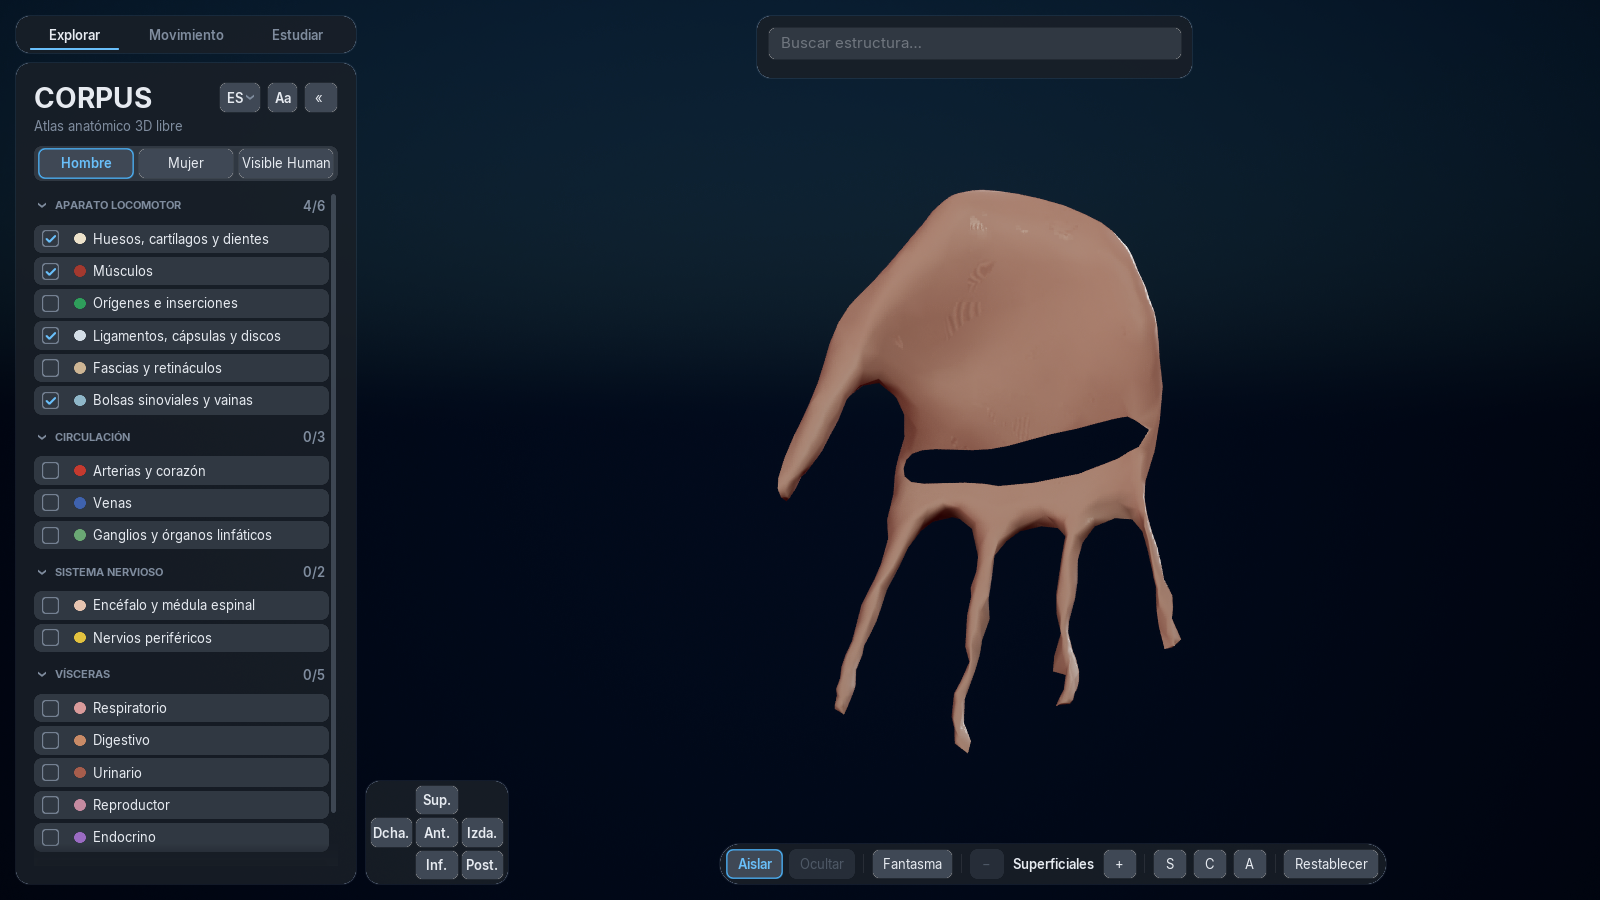 Explorar Movimiento Estudiar
Buscar estructura...
CORPUS ES Aa «
Atlas anatómico 3D libre
Hombre Mujer Visible Human
APARATO LOCOMOTOR 4/6
Huesos, cartílagos y dientes
Músculos
Orígenes e inserciones
Ligamentos, cápsulas y discos
Fascias y retináculos
Bolsas sinoviales y vainas
CIRCULACIÓN 0/3
Arterias y corazón
Venas
Ganglios y órganos linfáticos
SISTEMA NERVIOSO 0/2
Encéfalo y médula espinal
Nervios periféricos
VÍSCERAS 0/5
Respiratorio
Digestivo
Urinario
Reproductor
Endocrino
Sup.
Dcha. Ant. Izda.
Inf. Post.
Aislar Ocultar Fantasma − Superficiales + S C A Restablecer